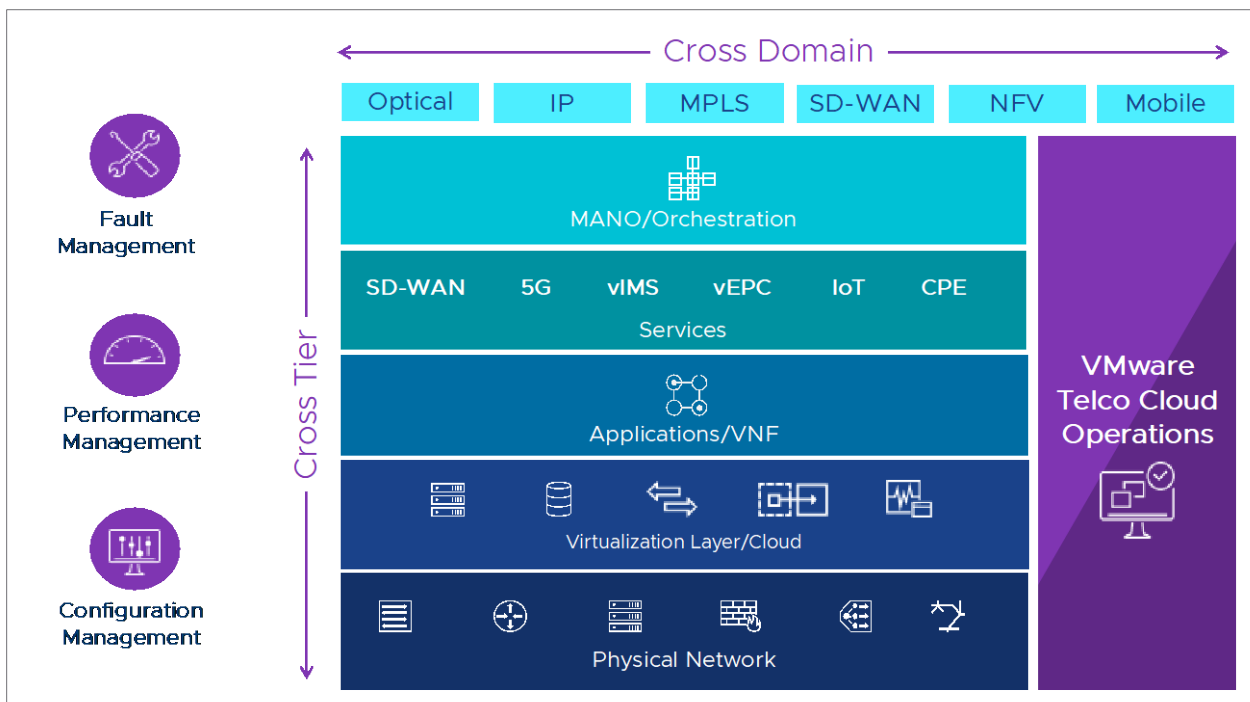 Cross Domain
Optical
IP
MPLS
SD-WAN
NFV
Mobile
Fault
Management
Performance
Management
Configuration
Management
Cross Tier
MANO/Orchestration
SD-WAN
5G
vIMS
vEPC
IoT
CPE
Services
Applications/VNF
Virtualization Layer/Cloud
Physical Network
VMware
Telco Cloud
Operations